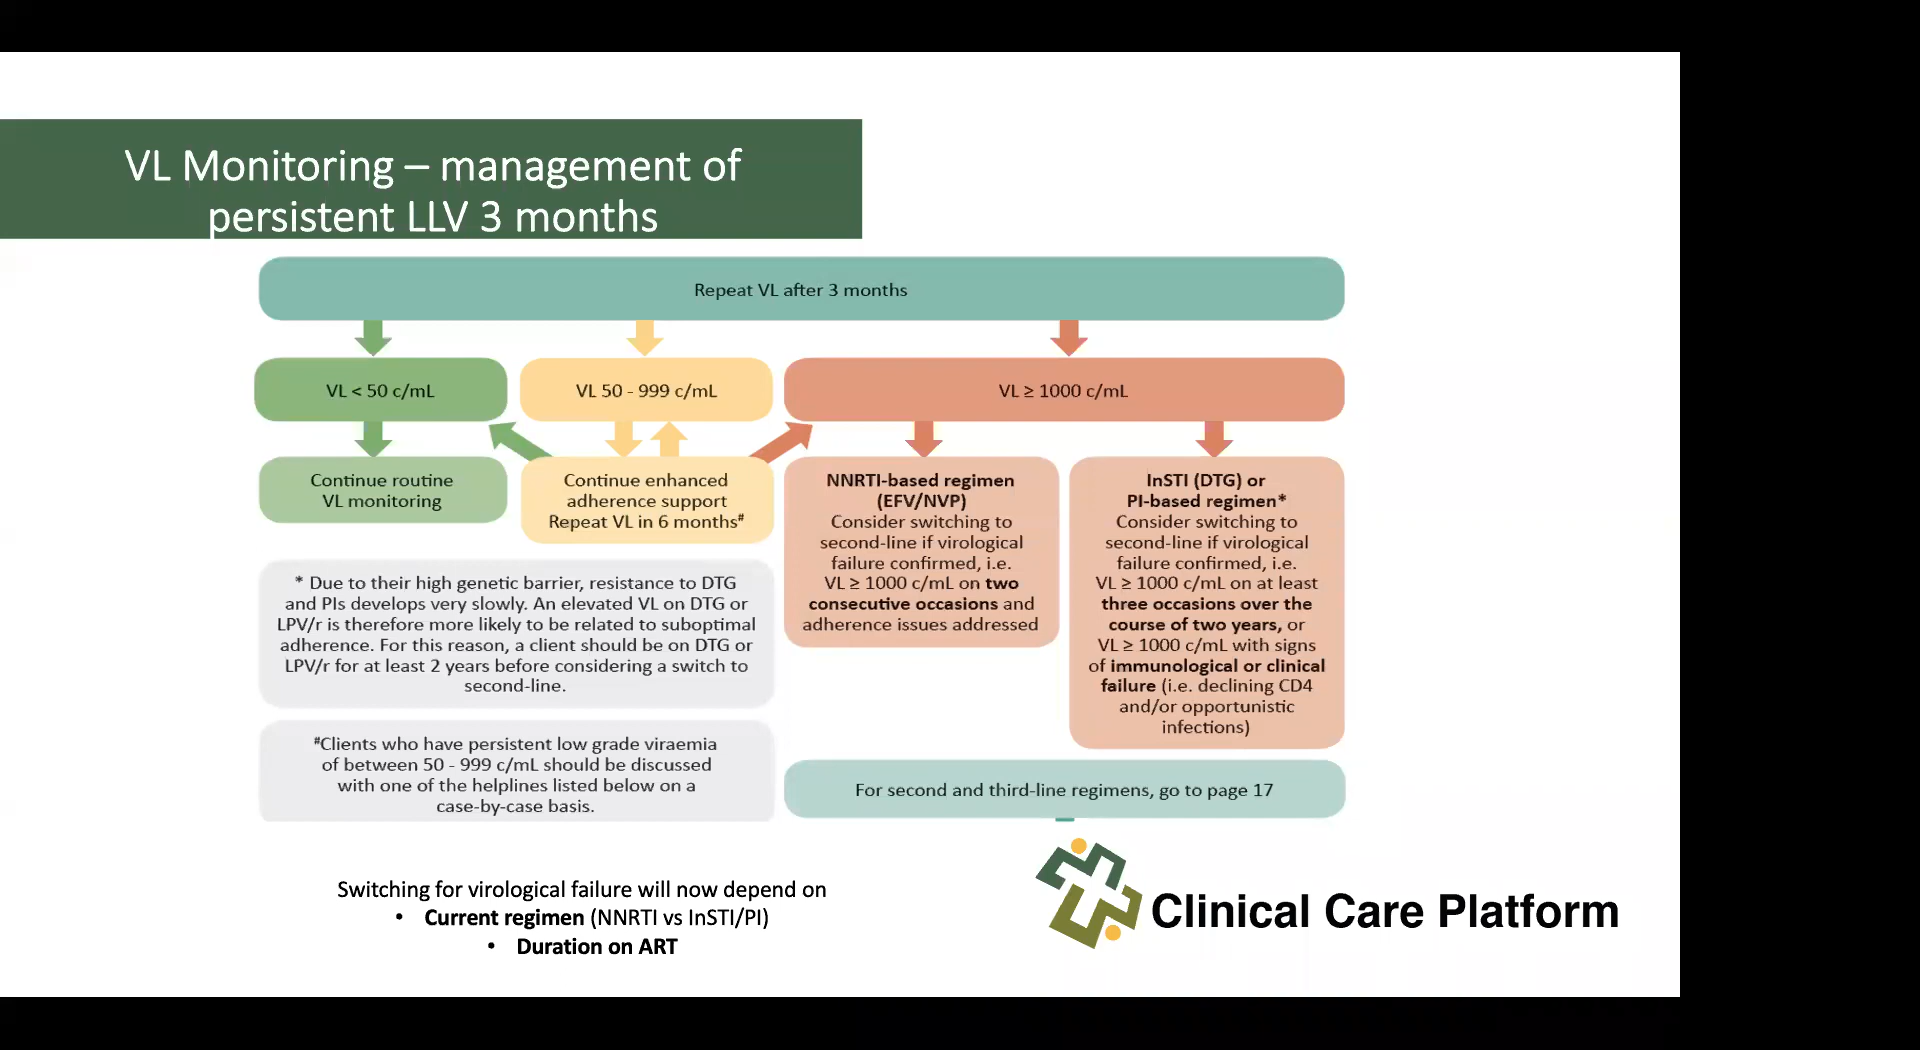 VL Monitoring – management of
persistent LLV 3 months
Repeat VL after 3 months
VL < 50 c/mL
VL 50 - 999 c/mL
VL ≥ 1000 c/mL
Continue routine
VL monitoring
Continue enhanced
adherence support
Repeat VL in 6 months#
NNRTI-based regimen
(EFV/NVP)
Consider switching to
second-line if virological
failure confirmed, i.e.
VL ≥ 1000 c/mL on two
consecutive occasions and
adherence issues addressed
InSTI (DTG) or
PI-based regimen*
Consider switching to
second-line if virological
failure confirmed, i.e.
VL ≥ 1000 c/mL on at least
three occasions over the
course of two years, or
VL ≥ 1000 c/mL with signs
of immunological or clinical
failure (i.e. declining CD4
and/or opportunistic
infections)
* Due to their high genetic barrier, resistance to DTG
and PIs develops very slowly. An elevated VL on DTG or
LPV/r is therefore more likely to be related to suboptimal
adherence. For this reason, a client should be on DTG or
LPV/r for at least 2 years before considering a switch to
second-line.
#Clients who have persistent low grade viraemia
of between 50 - 999 c/mL should be discussed
with one of the helplines listed below on a
case-by-case basis.
For second and third-line regimens, go to page 17
Switching for virological failure will now depend on
• Current regimen (NNRTI vs InSTI/PI)
• Duration on ART
Clinical Care Platform